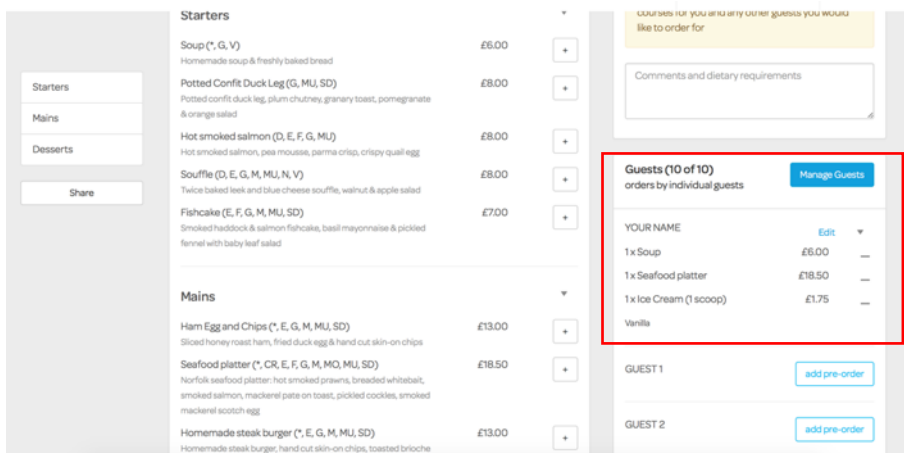 Starters
Mains
Desserts
Share
Starters
Soup (*, G, V) £6.00 +
Homemade soup & freshly baked bread
Potted Confit Duck Leg (G, MU, SD) £8.00 +
Potted confit duck leg, plum chutney, granary toast, pomegranate
& orange salad
Hot smoked salmon (D, E, F, G, MU) £8.00 +
Hot smoked salmon, pea mousse, parma crisp, crispy quail egg
Souffle (D, E, G, M, MU, N, V) £8.00 +
Twice baked leek and blue cheese souffle, walnut & apple salad
Fishcake (E, F, G, M, MU, SD) £7.00 +
Smoked haddock & salmon fishcake, basil mayonnaise & pickled
fennel with baby leaf salad
Mains
Ham Egg and Chips (*, E, G, M, MU, SD) £13.00 +
Sliced honey roast ham, fried duck egg & hand cut skin-on chips
Seafood platter (*, CR, E, F, G, M, MO, MU, SD) £18.50 +
Norfolk seafood platter: hot smoked prawns, breaded whitebait,
smoked salmon, mackerel pate on toast, pickled cockles, smoked
mackerel scotch egg
Homemade steak burger (*, E, G, M, MU, SD) £13.00 +
Homemade steak burger, hand cut skin-on chips, toasted brioche
courses for you and any other guests you would
like to order for
Comments and dietary requirements
Guests (10 of 10) Manage Guests
orders by individual guests
YOUR NAME Edit
1 x Soup £6.00
1 x Seafood platter £18.50
1 x Ice Cream (1 scoop) £1.75
Vanilla
GUEST 1 add pre-order
GUEST 2 add pre-order